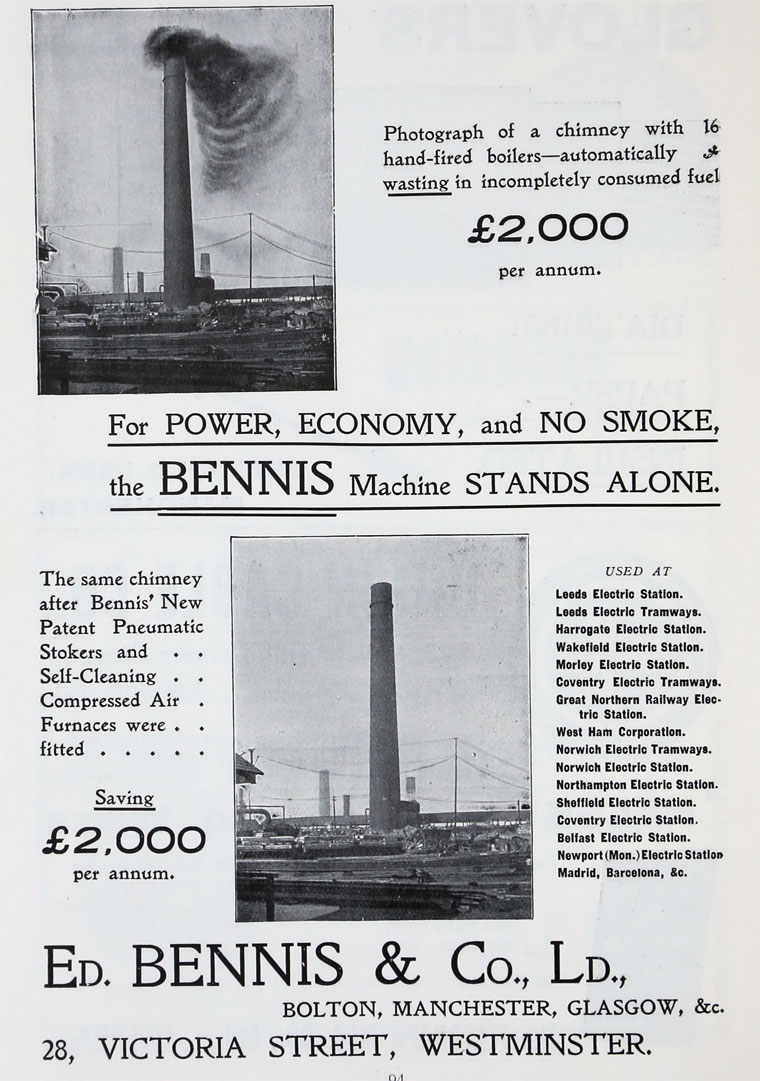 Photograph of a chimney with 16
hand-fired boilers—automatically
wasting in incompletely consumed fuel
£2,000
per annum.
For POWER, ECONOMY, and NO SMOKE,
the BENNIS Machine STANDS ALONE.
The same chimney
after Bennis' New
Patent Pneumatic
Stokers and . .
Self-Cleaning . .
Compressed Air .
Furnaces were . .
fitted . . . . .
Saving
£2,000
per annum.
USED AT
Leeds Electric Station.
Leeds Electric Tramways.
Harrogate Electric Station.
Wakefield Electric Station.
Morley Electric Station.
Coventry Electric Tramways.
Great Northern Railway Elec-
tric Station.
West Ham Corporation.
Norwich Electric Tramways.
Norwich Electric Station.
Northampton Electric Station.
Sheffield Electric Station.
Coventry Electric Station.
Belfast Electric Station.
Newport (Mon.) Electric Station
Madrid, Barcelona, &c.
ED. BENNIS & Co., LD.,
BOLTON, MANCHESTER, GLASGOW, &c.
28, VICTORIA STREET, WESTMINSTER.